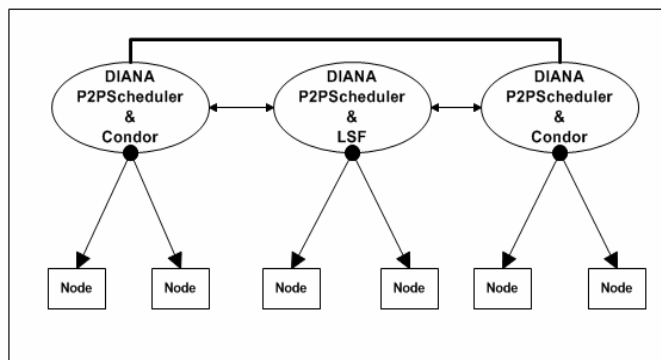 DIANA
P2PScheduler
&
Condor
DIANA
P2PScheduler
&
LSF
DIANA
P2PScheduler
&
Condor
Node
Node
Node
Node
Node
Node